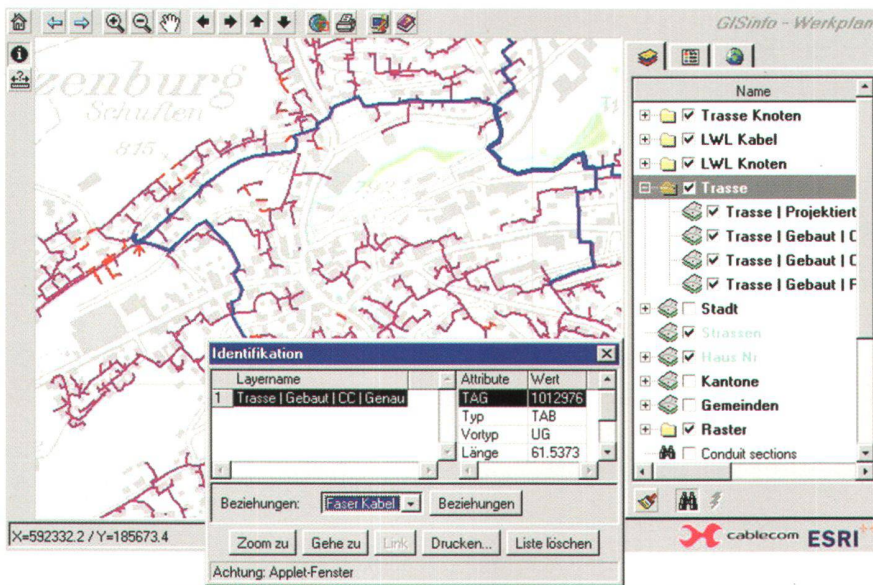 GISinfo - Werkplan
zenburg
Schuflen
815
Name
Trasse Knoten
LWL Kabel
LWL Knoten
Trasse
Trasse | Projektiert
Trasse | Gebaut | C
Trasse | Gebaut | C
Trasse | Gebaut | F
Stadt
Strassen
Haus Nr
Kantone
Gemeinden
Raster
Conduit sections
Identifikation
Layername
1 Trasse | Gebaut | CC | Genau
Attribute Wert
TAG 1012976
Typ TAB
Vortyp UG
Länge 61.5373
Beziehungen: Faser Kabel Beziehungen
Zoom zu Gehe zu Link Drucken... Liste löschen
Achtung: Applet-Fenster
X=592332.2 / Y=185673.4
cablecom ESRI